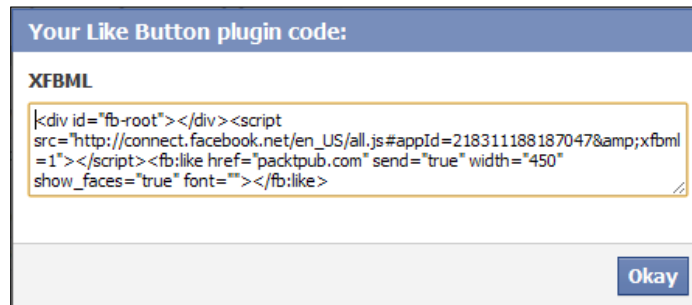 Your Like Button plugin code:
XFBML
<div id="fb-root"></div><script
src="http://connect.facebook.net/en_US/all.js#appId=218311188187047&amp;xfbml
=1"></script><fb:like href="packtpub.com" send="true" width="450"
show_faces="true" font=""></fb:like>
Okay